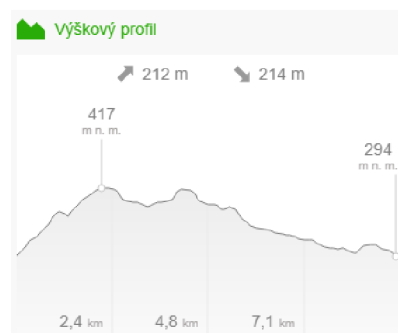 Výškový profil
212 m 214 m
417
m n. m.
294
m n. m.
2,4 km 4,8 km 7,1 km